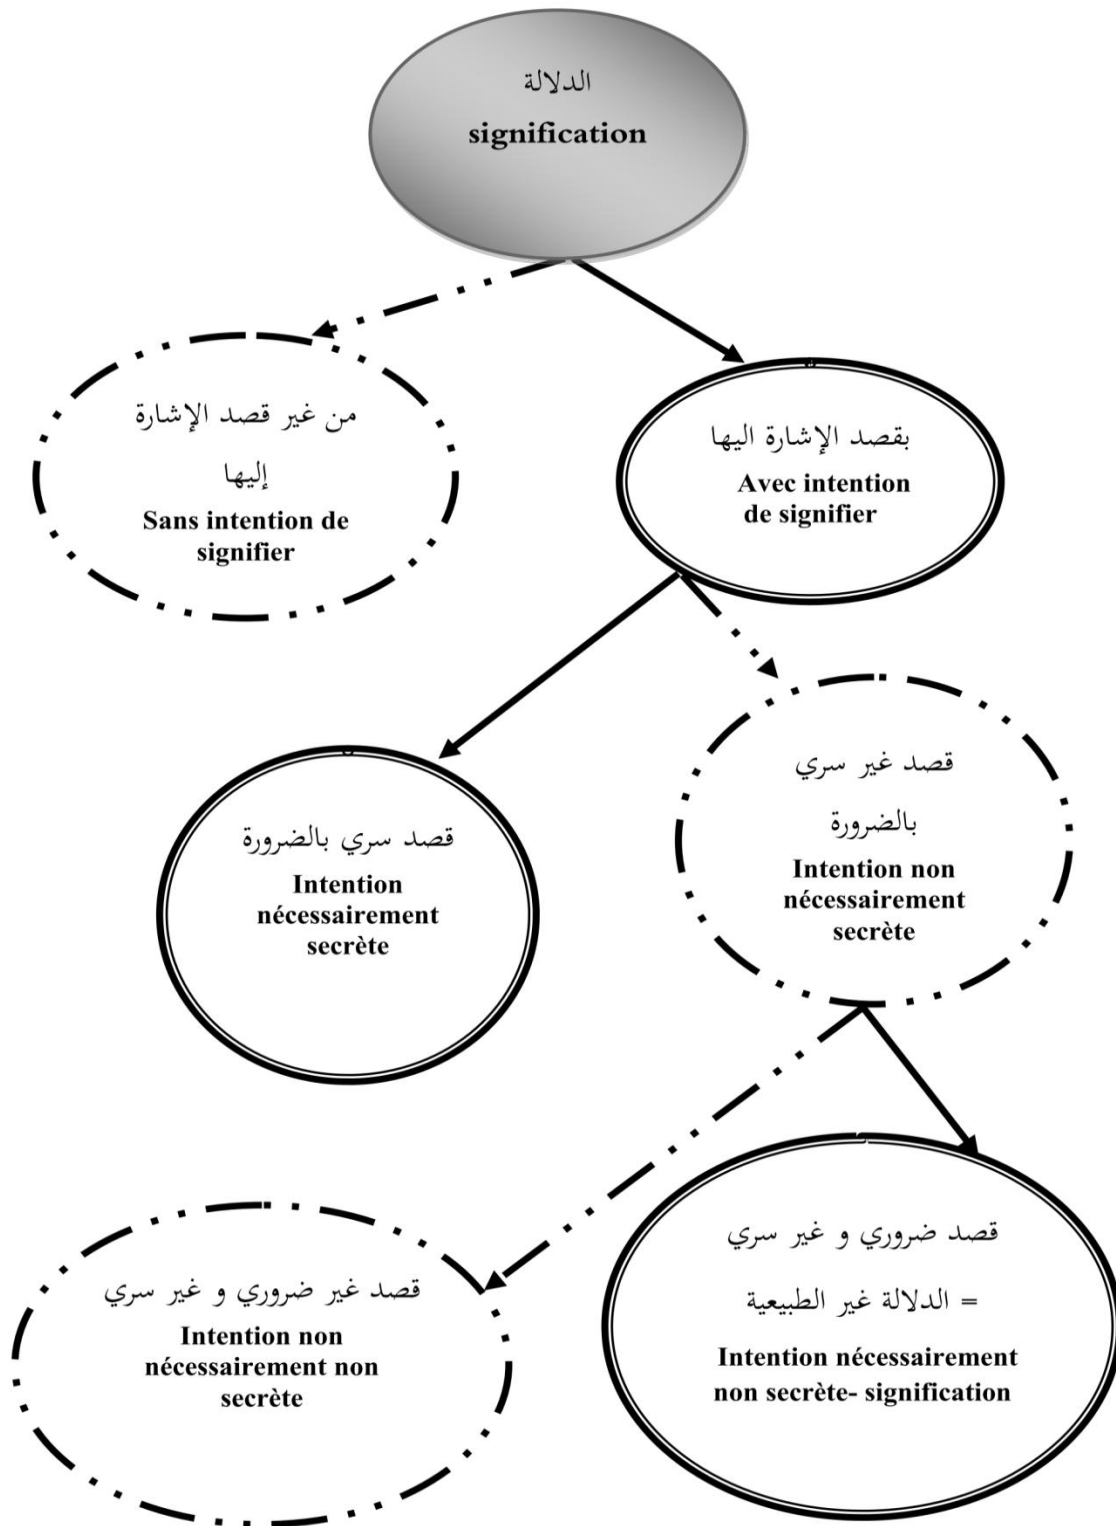 الدلالة
signification
من غير قصد الإشارة
إليها
Sans intention de
signifier
بقصد الإشارة اليها
Avec intention
de signifier
قصد سري بالضرورة
Intention
nécessairement
secrète
قصد غير سري
بالضرورة
Intention non
nécessairement
secrète
قصد غير ضروري و غير سري
Intention non
nécessairement non
secrète
قصد ضروري و غير سري
= الدلالة غير الطبيعية
Intention nécessairement
non secrète- signification